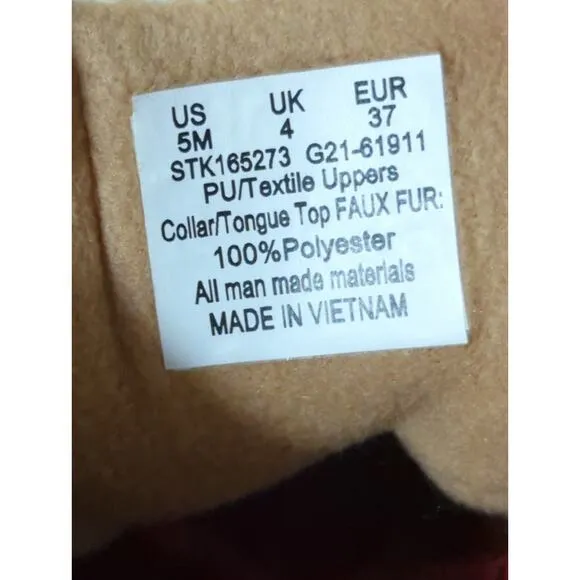 US UK EUR
5M 4 37
STK165273 G21-61911
PU/Textile Uppers
Collar/Tongue Top FAUX FUR:
100%Polyester
All man made materials
MADE IN VIETNAM